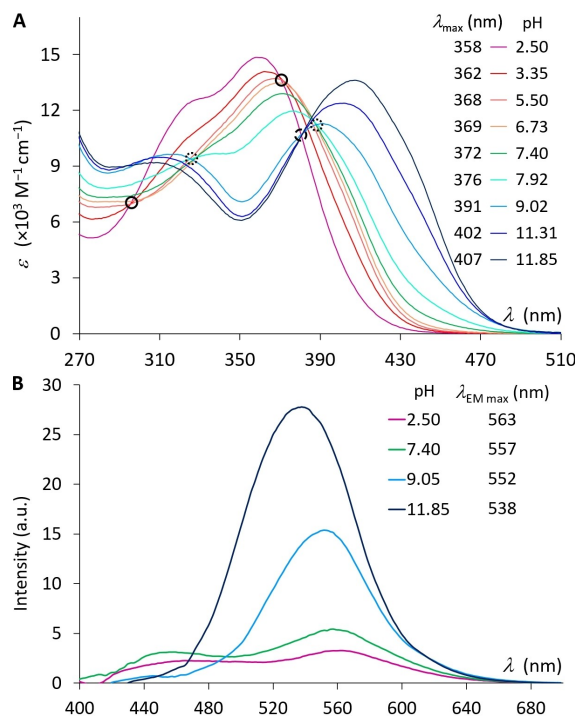 A
λmax (nm) pH
358 2.50
362 3.35
368 5.50
369 6.73
372 7.40
376 7.92
391 9.02
402 11.31
407 11.85
ε (×10³ M⁻¹ cm⁻¹)
15
12
9
6
3
0
λ (nm)
270 310 350 390 430 470 510
B
pH λEM max (nm)
2.50 563
7.40 557
9.05 552
11.85 538
Intensity (a.u.)
30
25
20
15
10
5
0
λ (nm)
400 440 480 520 560 600 640 680